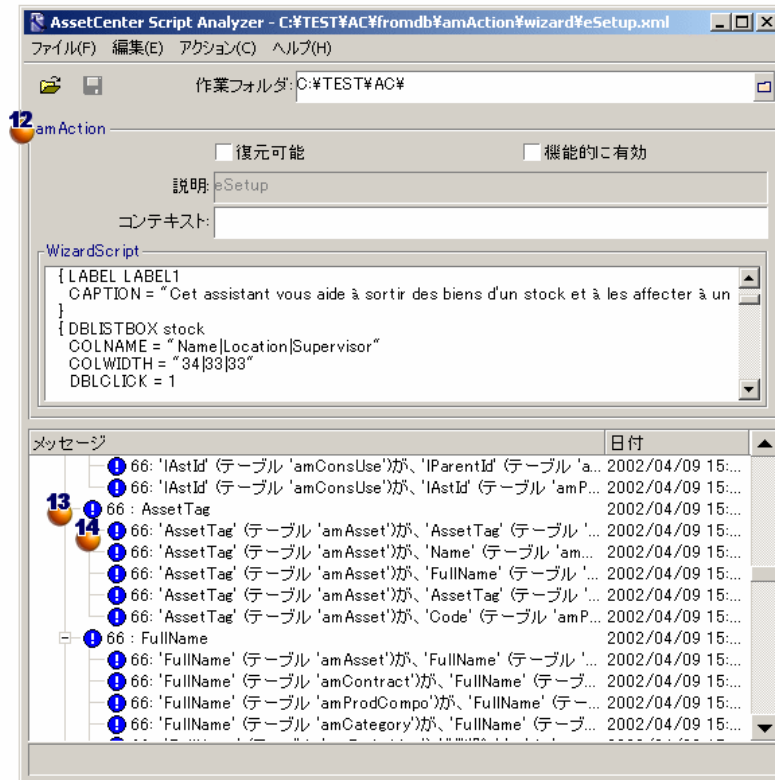 AssetCenter Script Analyzer - C:¥TEST¥AC¥fromdb¥amAction¥wizard¥eSetup.xml
ファイル(F) 編集(E) アクション(C) ヘルプ(H)
作業フォルダ: C:¥TEST¥AC¥
12
amAction
復元可能 機能的に有効
説明: eSetup
コンテキスト:
WizardScript
{ LABEL LABEL1
CAPTION = "Cet assistant vous aide à sortir des biens d'un stock et à les affecter à un
}
{ DBLISTBOX stock
COLNAME = "Name|Location|Supervisor"
COLWIDTH = "34|33|33"
DBLCLICK = 1
メッセージ 日付
66: 'lAstId' (テーブル 'amConsUse')が、'lParentId' (テーブル 'a... 2002/04/09 15:...
66: 'lAstId' (テーブル 'amConsUse')が、'lAstId' (テーブル 'amP... 2002/04/09 15:...
13 66 : AssetTag 2002/04/09 15:...
14 66: 'AssetTag' (テーブル 'amAsset')が、'AssetTag' (テーブル '... 2002/04/09 15:...
66: 'AssetTag' (テーブル 'amAsset')が、'Name' (テーブル 'am... 2002/04/09 15:...
66: 'AssetTag' (テーブル 'amAsset')が、'FullName' (テーブル '... 2002/04/09 15:...
66: 'AssetTag' (テーブル 'amAsset')が、'AssetTag' (テーブル '... 2002/04/09 15:...
66: 'AssetTag' (テーブル 'amAsset')が、'Code' (テーブル 'amP... 2002/04/09 15:...
66 : FullName 2002/04/09 15:...
66: 'FullName' (テーブル 'amAsset')が、'FullName' (テーブル '... 2002/04/09 15:...
66: 'FullName' (テーブル 'amContract')が、'FullName' (テーブ... 2002/04/09 15:...
66: 'FullName' (テーブル 'amProdCompo')が、'FullName' (テー... 2002/04/09 15:...
66: 'FullName' (テーブル 'amCategory')が、'FullName' (テーブ... 2002/04/09 15:...